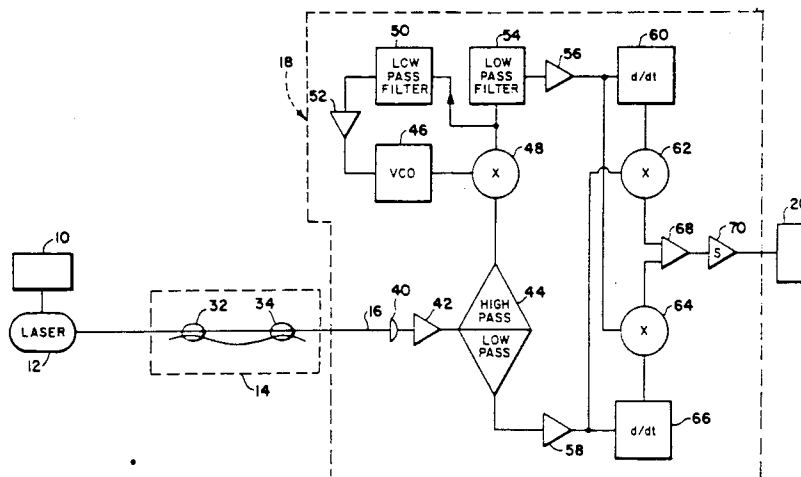 50
54
56
60
18
LOW
PASS
FILTER
LOW
PASS
FILTER
d/dt
52
46
48
62
VCO
X
X
20
10
68
70
S
32
34
40
42
44
64
LASER
16
HIGH
PASS
LOW
PASS
X
12
14
66
58
d/dt